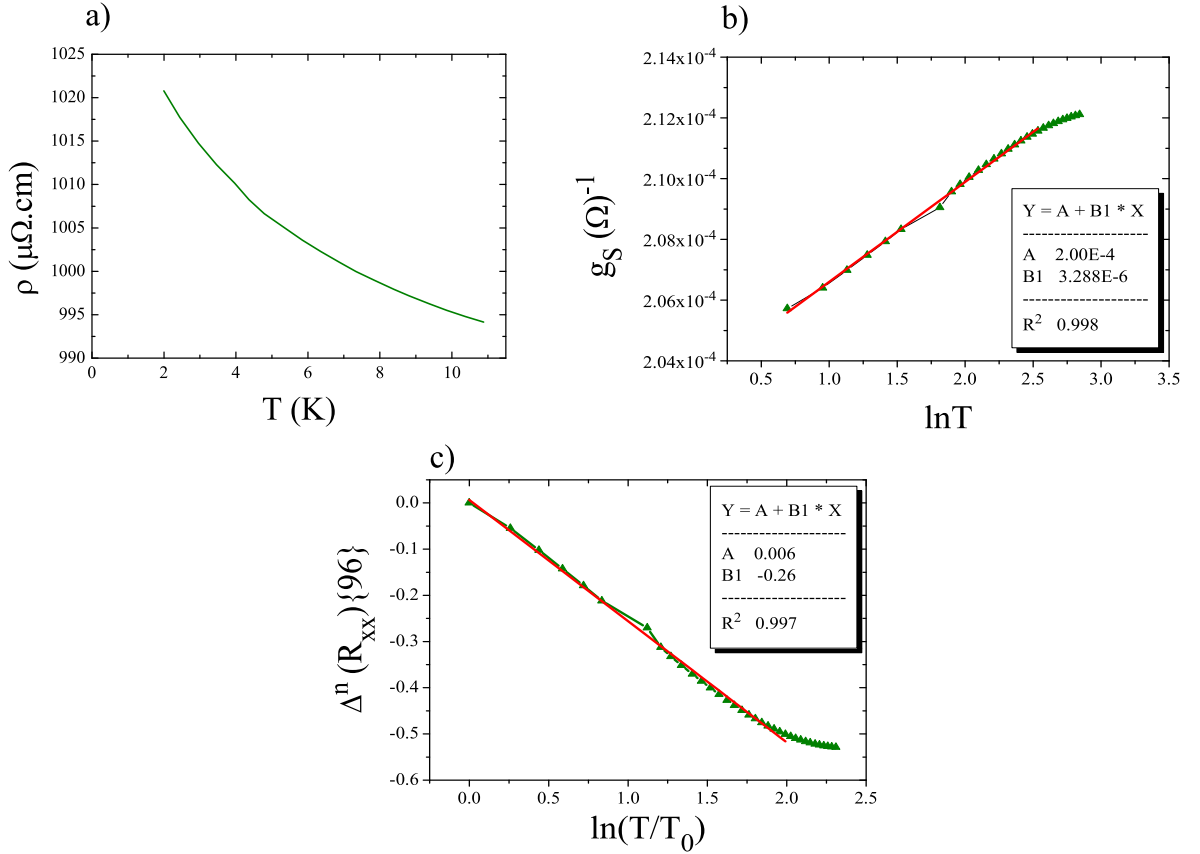 a)
1025
1020
1015
1010
1005
1000
995
990
0 2 4 6 8 10
ρ (μΩ.cm)
T (K)
b)
2.14x10⁻⁴
2.12x10⁻⁴
2.10x10⁻⁴
2.08x10⁻⁴
2.06x10⁻⁴
2.04x10⁻⁴
0.5 1.0 1.5 2.0 2.5 3.0 3.5
g_S (Ω)⁻¹
lnT
Y = A + B1 * X
---------------------
A 2.00E-4
B1 3.288E-6
---------------------
R² 0.998
c)
0.0
-0.1
-0.2
-0.3
-0.4
-0.5
-0.6
0.0 0.5 1.0 1.5 2.0 2.5
Δⁿ (R_xx){96}
ln(T/T₀)
Y = A + B1 * X
---------------------
A 0.006
B1 -0.26
---------------------
R² 0.997